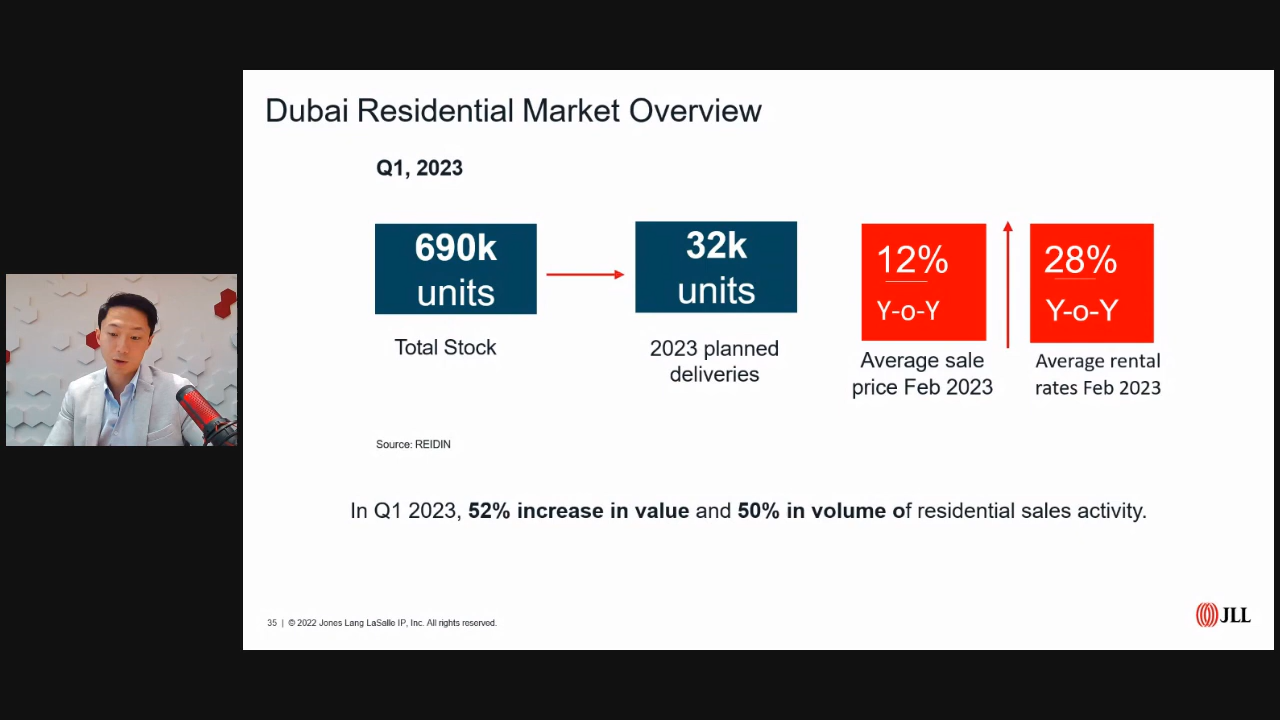 Dubai Residential Market Overview
Q1, 2023
690k
units
Total Stock
32k
units
2023 planned
deliveries
12%
Y-o-Y
Average sale
price Feb 2023
28%
Y-o-Y
Average rental
rates Feb 2023
Source: REIDIN
In Q1 2023, 52% increase in value and 50% in volume of residential sales activity.
35 | © 2022 Jones Lang LaSalle IP, Inc. All rights reserved.
JLL